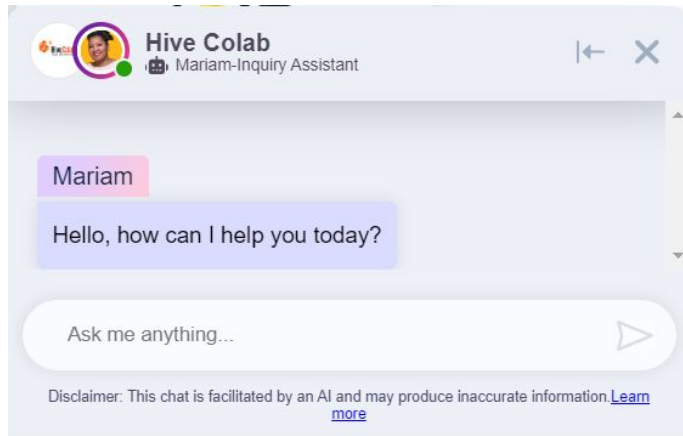 Hive Colab
Mariam-Inquiry Assistant
Mariam
Hello, how can I help you today?
Ask me anything...
Disclaimer: This chat is facilitated by an AI and may produce inaccurate information.Learn
more